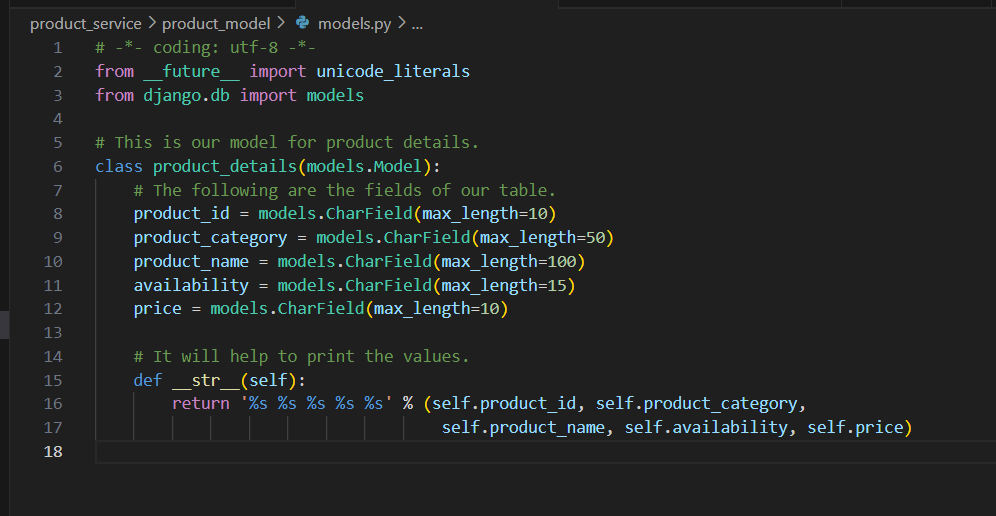 product_service > product_model > models.py > ...
1 # -*- coding: utf-8 -*-
2 from __future__ import unicode_literals
3 from django.db import models
4
5 # This is our model for product details.
6 class product_details(models.Model):
7     # The following are the fields of our table.
8     product_id = models.CharField(max_length=10)
9     product_category = models.CharField(max_length=50)
10     product_name = models.CharField(max_length=100)
11     availability = models.CharField(max_length=15)
12     price = models.CharField(max_length=10)
13
14     # It will help to print the values.
15     def __str__(self):
16         return '%s %s %s %s %s' % (self.product_id, self.product_category,
17                                     self.product_name, self.availability, self.price)
18